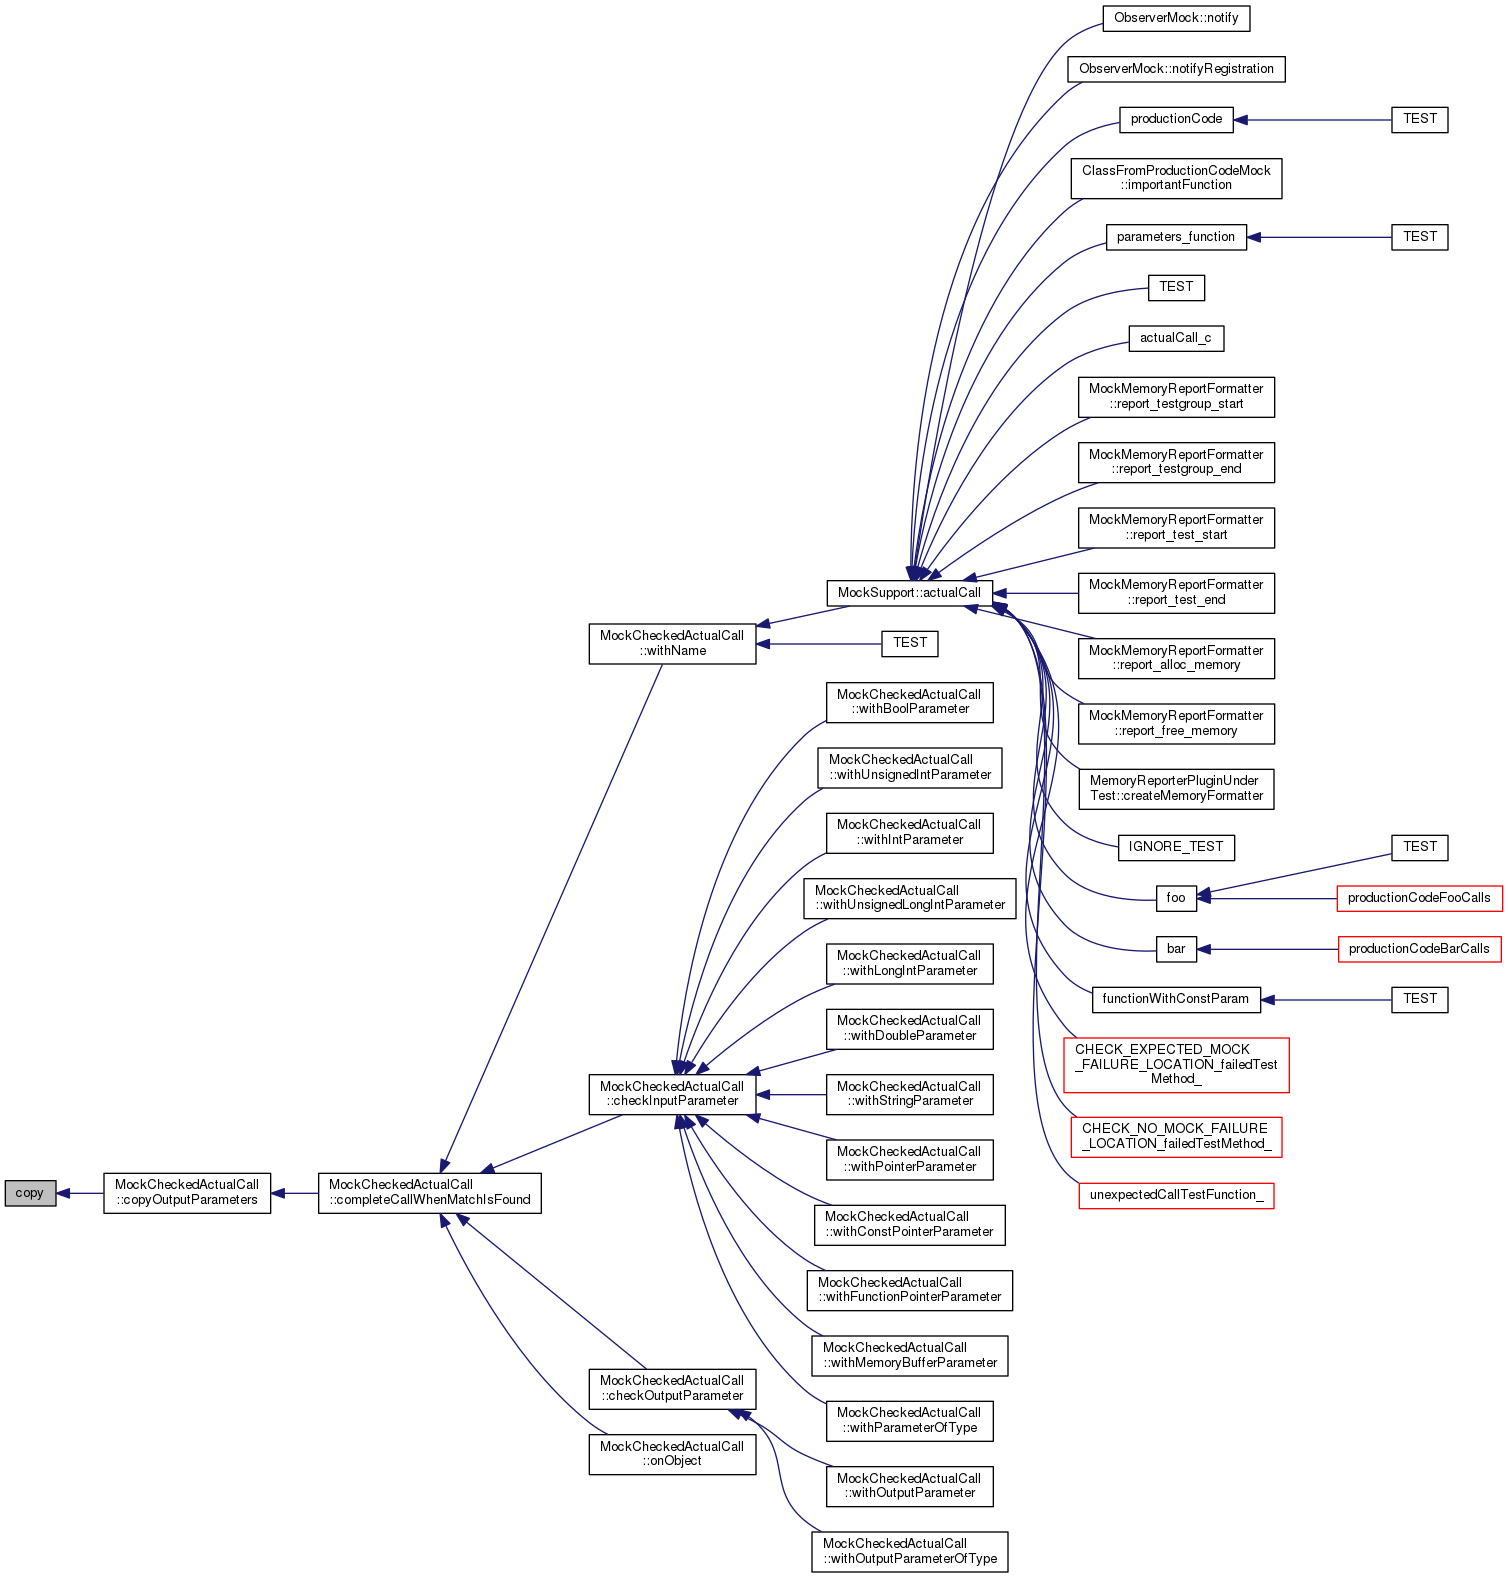 copy
MockCheckedActualCall
::copyOutputParameters
MockCheckedActualCall
::completeCallWhenMatchIsFound
MockCheckedActualCall
::withName
MockCheckedActualCall
::checkInputParameter
MockCheckedActualCall
::checkOutputParameter
MockCheckedActualCall
::onObject
MockSupport::actualCall
TEST
MockCheckedActualCall
::withBoolParameter
MockCheckedActualCall
::withUnsignedIntParameter
MockCheckedActualCall
::withIntParameter
MockCheckedActualCall
::withUnsignedLongIntParameter
MockCheckedActualCall
::withLongIntParameter
MockCheckedActualCall
::withDoubleParameter
MockCheckedActualCall
::withStringParameter
MockCheckedActualCall
::withPointerParameter
MockCheckedActualCall
::withConstPointerParameter
MockCheckedActualCall
::withFunctionPointerParameter
MockCheckedActualCall
::withMemoryBufferParameter
MockCheckedActualCall
::withParameterOfType
MockCheckedActualCall
::withOutputParameter
MockCheckedActualCall
::withOutputParameterOfType
ObserverMock::notify
ObserverMock::notifyRegistration
productionCode
TEST
ClassFromProductionCodeMock
::importantFunction
parameters_function
TEST
TEST
actualCall_c
MockMemoryReportFormatter
::report_testgroup_start
MockMemoryReportFormatter
::report_testgroup_end
MockMemoryReportFormatter
::report_test_start
MockMemoryReportFormatter
::report_test_end
MockMemoryReportFormatter
::report_alloc_memory
MockMemoryReportFormatter
::report_free_memory
MemoryReporterPluginUnder
Test::createMemoryFormatter
IGNORE_TEST
foo
TEST
productionCodeFooCalls
bar
productionCodeBarCalls
functionWithConstParam
TEST
CHECK_EXPECTED_MOCK
_FAILURE_LOCATION_failedTest
Method_
CHECK_NO_MOCK_FAILURE
_LOCATION_failedTestMethod_
unexpectedCallTestFunction_